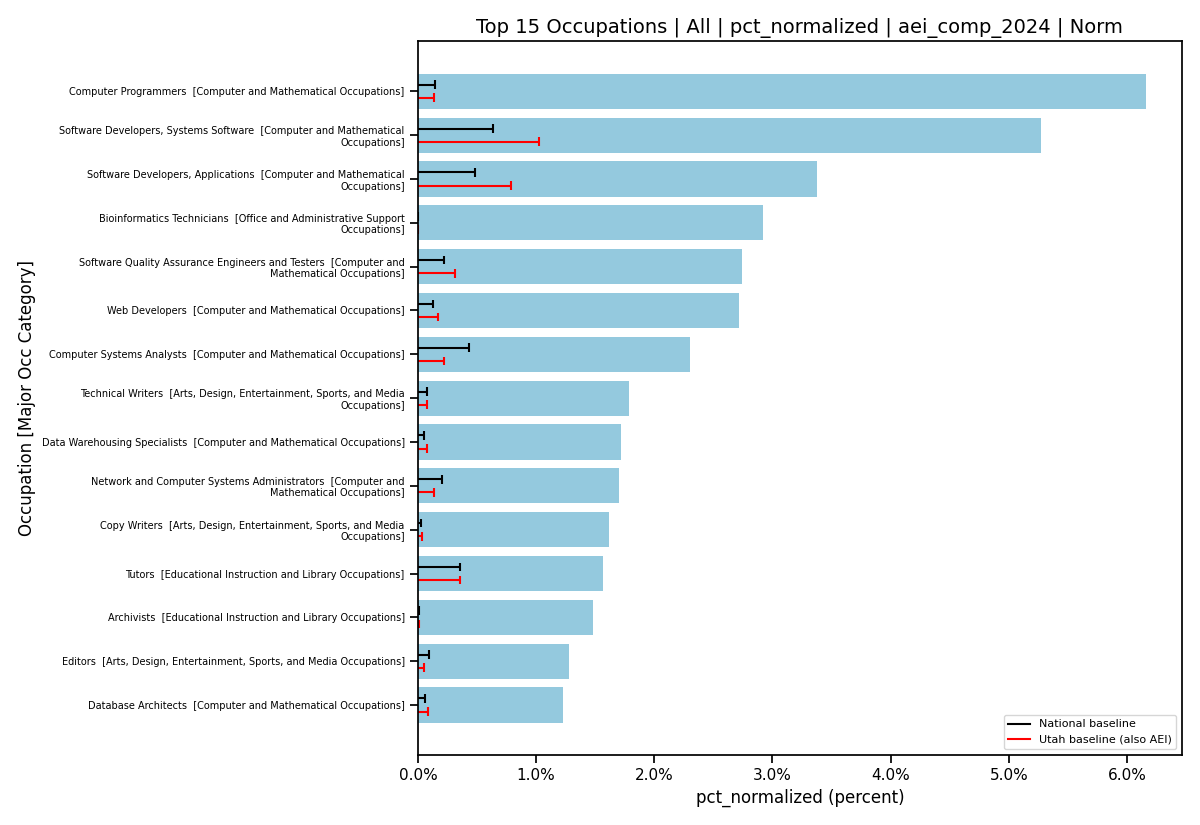 Top 15 Occupations | All | pct_normalized | aei_comp_2024 | Norm
Occupation [Major Occ Category]
Computer Programmers  [Computer and Mathematical Occupations]
Software Developers, Systems Software  [Computer and Mathematical
Occupations]
Software Developers, Applications  [Computer and Mathematical
Occupations]
Bioinformatics Technicians  [Office and Administrative Support
Occupations]
Software Quality Assurance Engineers and Testers  [Computer and
Mathematical Occupations]
Web Developers  [Computer and Mathematical Occupations]
Computer Systems Analysts  [Computer and Mathematical Occupations]
Technical Writers  [Arts, Design, Entertainment, Sports, and Media
Occupations]
Data Warehousing Specialists  [Computer and Mathematical Occupations]
Network and Computer Systems Administrators  [Computer and
Mathematical Occupations]
Copy Writers  [Arts, Design, Entertainment, Sports, and Media
Occupations]
Tutors  [Educational Instruction and Library Occupations]
Archivists  [Educational Instruction and Library Occupations]
Editors  [Arts, Design, Entertainment, Sports, and Media Occupations]
Database Architects  [Computer and Mathematical Occupations]
National baseline
Utah baseline (also AEI)
0.0% 1.0% 2.0% 3.0% 4.0% 5.0% 6.0%
pct_normalized (percent)